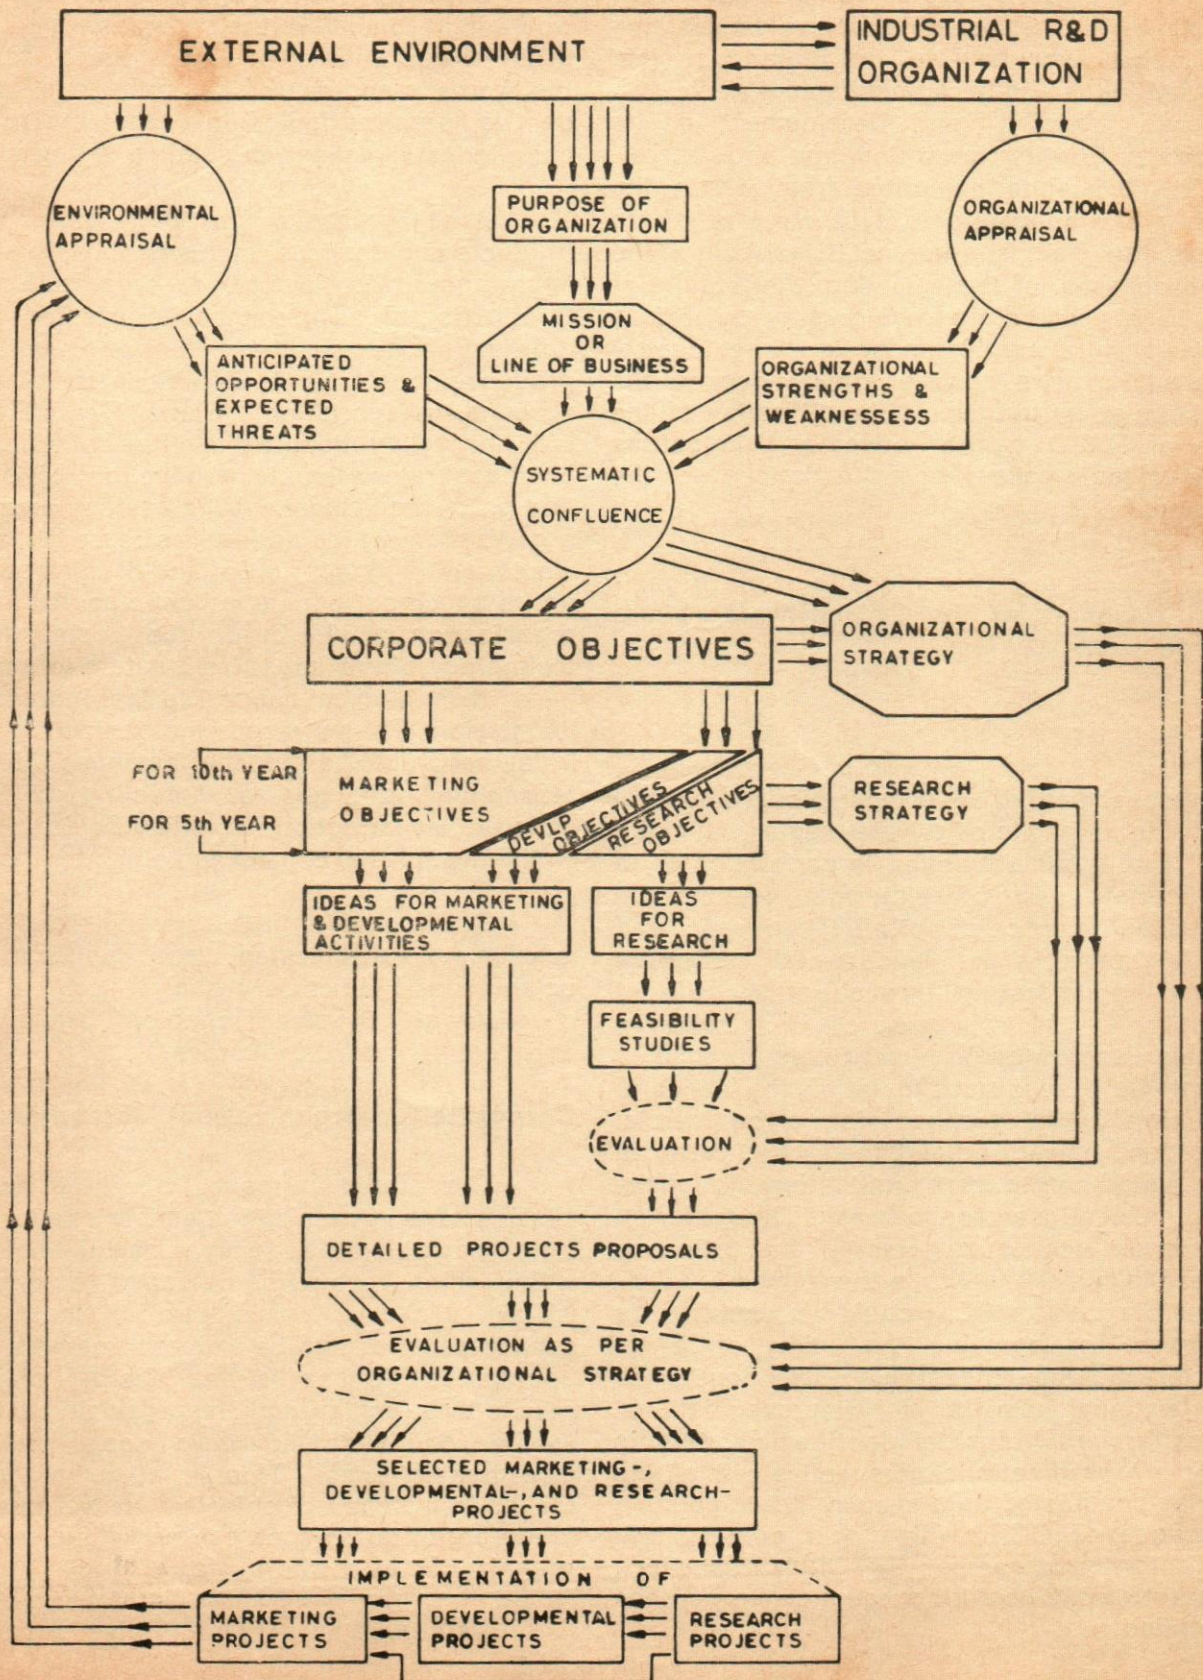 EXTERNAL ENVIRONMENT
INDUSTRIAL R&D
ORGANIZATION
ENVIRONMENTAL
APPRAISAL
PURPOSE OF
ORGANIZATION
ORGANIZATIONAL
APPRAISAL
MISSION
OR
LINE OF BUSINESS
ANTICIPATED
OPPORTUNITIES &
EXPECTED
THREATS
ORGANIZATIONAL
STRENGTHS &
WEAKNESSESS
SYSTEMATIC
CONFLUENCE
CORPORATE OBJECTIVES
ORGANIZATIONAL
STRATEGY
FOR 10th YEAR
FOR 5th YEAR
MARKETING
OBJECTIVES
DEVLP
OBJECTIVES
RESEARCH
OBJECTIVES
RESEARCH
STRATEGY
IDEAS FOR MARKETING
& DEVELOPMENTAL
ACTIVITIES
IDEAS
FOR
RESEARCH
FEASIBILITY
STUDIES
EVALUATION
DETAILED PROJECTS PROPOSALS
EVALUATION AS PER
ORGANIZATIONAL STRATEGY
SELECTED MARKETING-,
DEVELOPMENTAL-, AND RESEARCH-
PROJECTS
IMPLEMENTATION OF
MARKETING
PROJECTS
DEVELOPMENTAL
PROJECTS
RESEARCH
PROJECTS